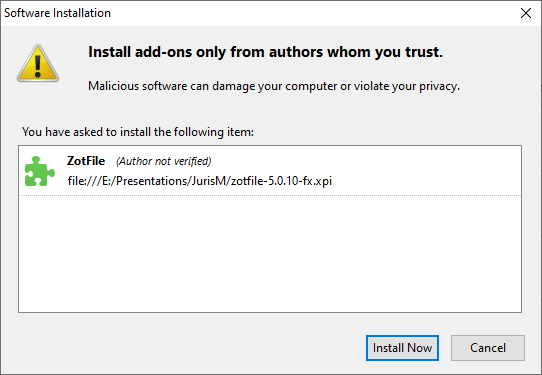 Software Installation
Install add-ons only from authors whom you trust.
Malicious software can damage your computer or violate your privacy.
You have asked to install the following item:
ZotFile (Author not verified)
file:///E:/Presentations/JurisM/zotfile-5.0.10-fx.xpi
Install Now Cancel